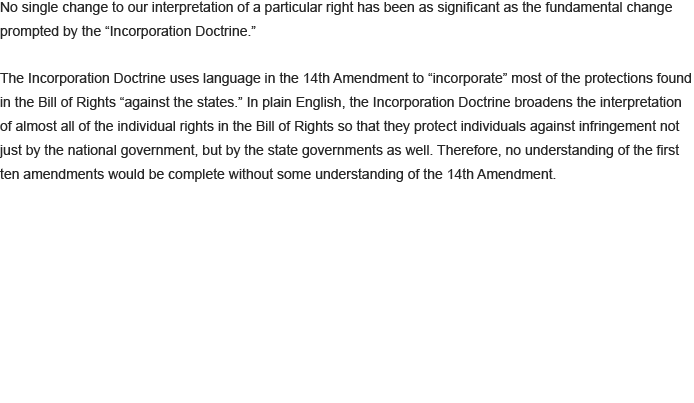 No single change to our interpretation of a particular right has been as significant as the fundamental change
prompted by the “Incorporation Doctrine.”
The Incorporation Doctrine uses language in the 14th Amendment to “incorporate” most of the protections found
in the Bill of Rights “against the states.” In plain English, the Incorporation Doctrine broadens the interpretation
of almost all of the individual rights in the Bill of Rights so that they protect individuals against infringement not
just by the national government, but by the state governments as well. Therefore, no understanding of the first
ten amendments would be complete without some understanding of the 14th Amendment.